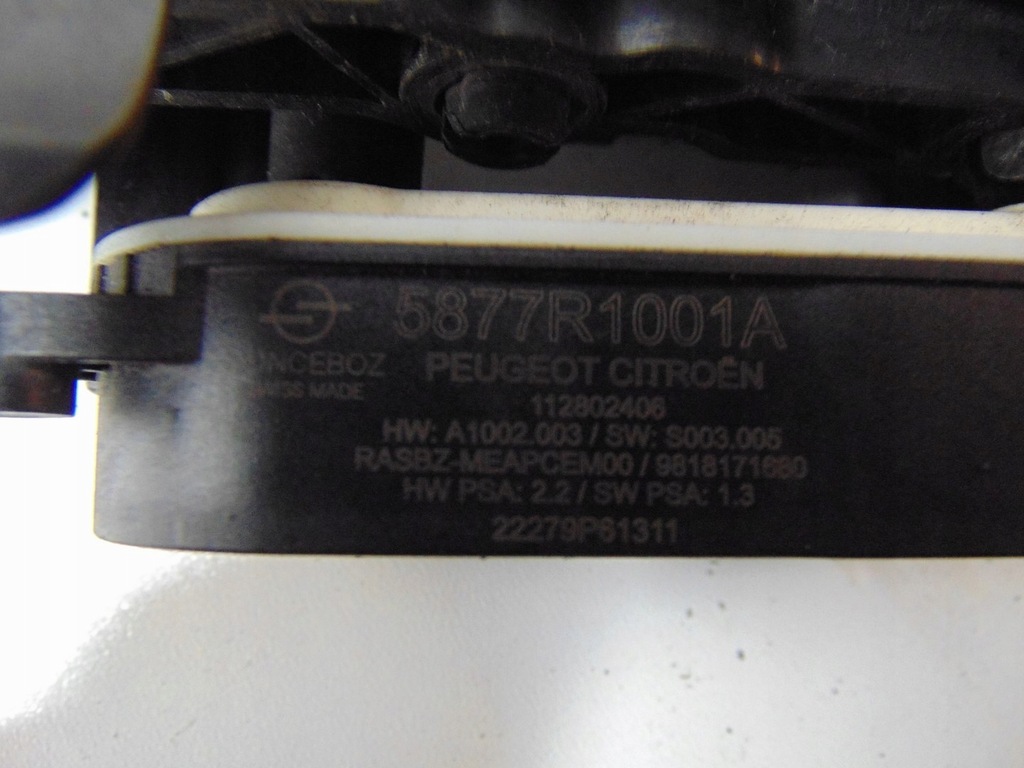 5877R1001A
SONCEBOZ
SWISS MADE
PEUGEOT CITROËN
112802406
HW: A1002.003 / SW: S003.005
RASBZ-MEAPCEM00 / 9818171680
HW PSA: 2.2 / SW PSA: 1.3
22279P61311